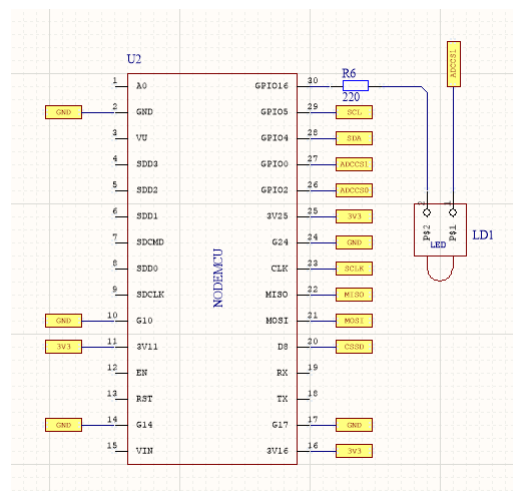 U2
1 A0
GND 2 GND
3 VU
4 SDD3
5 SDD2
6 SDD1
7 SDCMD
8 SDD0
9 SDCLK
GND 10 G10
3V3 11 3V11
12 EN
13 RST
GND 14 G14
15 VIN
NODEMCU
GPIO16 30
GPIO5 29 SCL
GPIO4 28 SDA
GPIO0 27 ADCCS1
GPIO2 26 ADCCS0
3V25 25 3V3
G24 24 GND
CLK 23 SCLK
MISO 22 MISO
MOSI 21 MOSI
D8 20 CSSD
RX 19
TX 18
G17 17 GND
3V16 16 3V3
R6
220
ADCCS1
2 1
P$2 P$1
LED
LD1